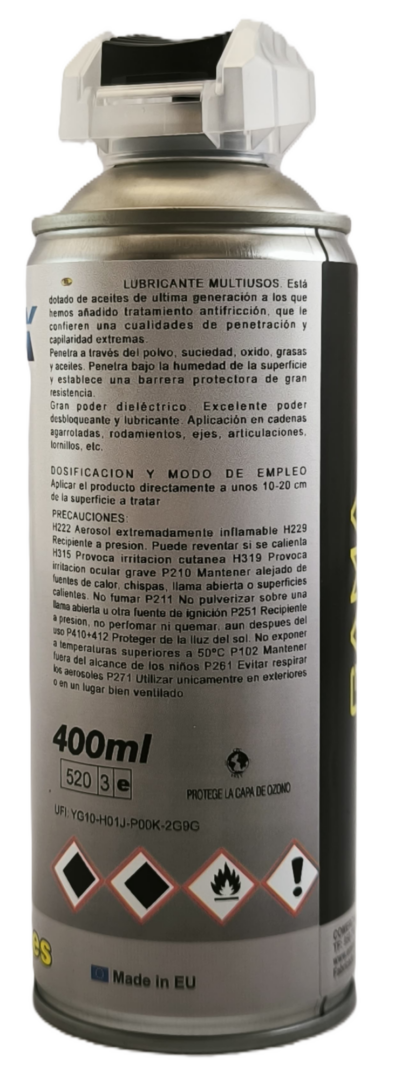 LUBRICANTE MULTIUSOS. Está
dotado de aceites de ultima generación a los que
hemos añadido tratamiento antifricción, que le
confieren una cualidades de penetración y
capilaridad extremas.
Penetra a través del polvo, suciedad, oxido, grasas
y aceites. Penetra bajo la humedad de la superficie
y establece una barrera protectora de gran
resistencia.
Gran poder dieléctrico. Excelente poder
desbloqueante y lubricante. Aplicación en cadenas
agarrotadas, rodamientos, ejes, articulaciones,
tornillos, etc.
DOSIFICACION Y MODO DE EMPLEO
Aplicar el producto directamente a unos 10-20 cm
de la superficie a tratar
PRECAUCIONES:
H222 Aerosol extremadamente inflamable H229
Recipiente a presion. Puede reventar si se calienta
H315 Provoca irritacion cutanea H319 Provoca
irritacion ocular grave P210 Mantener alejado de
fuentes de calor, chispas, llama abierta o superficies
calientes. No fumar P211 No pulverizar sobre una
llama abierta u otra fuente de ignición P251 Recipiente
a presion, no perfomar ni quemar, aun despues del
uso P410+412 Proteger de la lluz del sol. No exponer
a temperaturas superiores a 50ºC P102 Mantener
fuera del alcance de los niños P261 Evitar respirar
los aerosoles P271 Utilizar unicamentre en exteriores
o en un lugar bien ventilado
400ml
520 3 e
PROTEGE LA CAPA DE OZONO
UFI: YG10-H01J-P00K-2G9G
es
Made in EU
GAMA